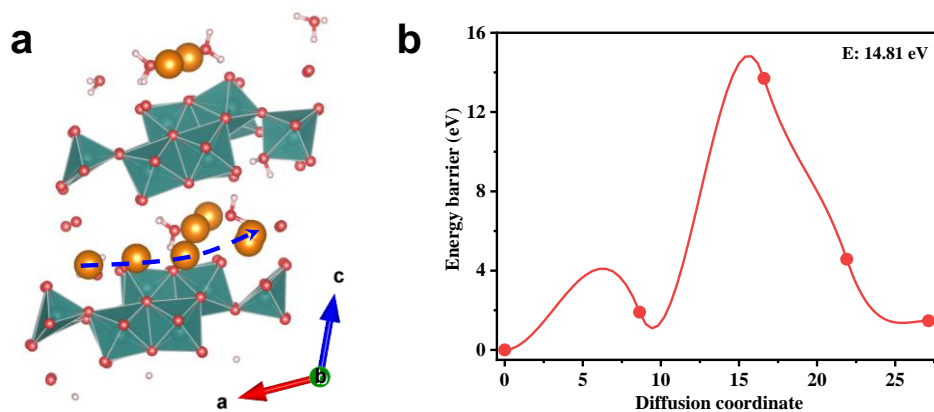 a
b
c
b
a
E: 14.81 eV
Energy barrier (eV)
16
12
8
4
0
0
5
10
15
20
25
Diffusion coordinate